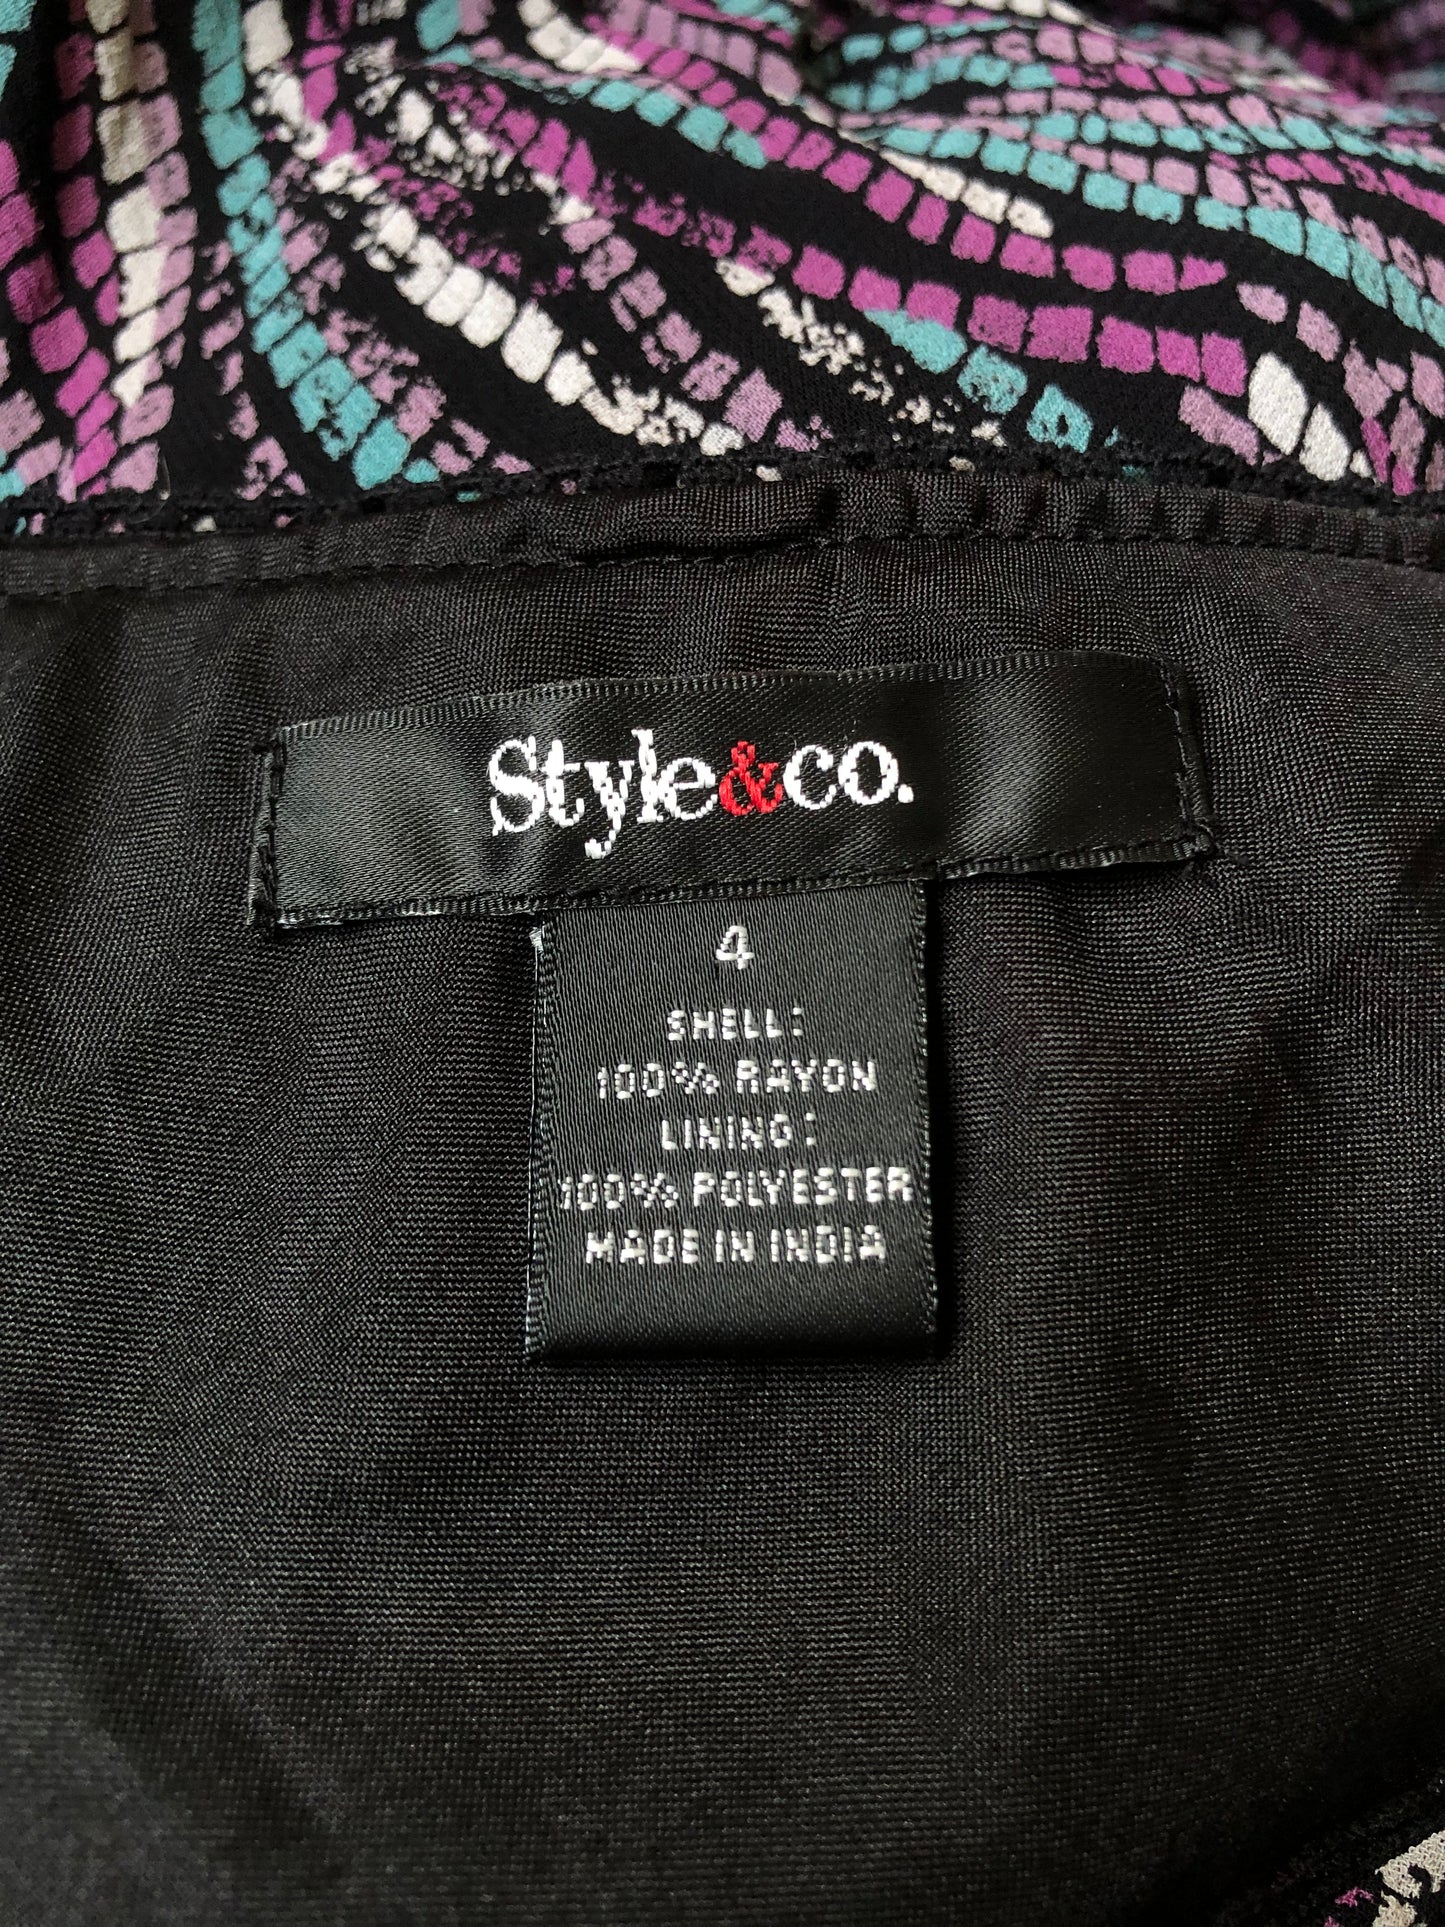 Style&co.
4
SHELL:
100% RAYON
LINING:
100% POLYESTER
MADE IN INDIA